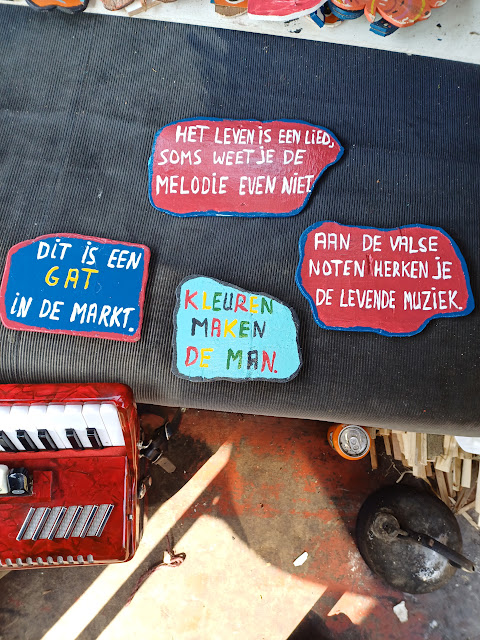 HET LEVEN IS EEN LIED,
SOMS WEET JE DE
MELODIE EVEN NIET.
DIT IS EEN
GAT
IN DE MARKT.
KLEUREN
MAKEN
DE MAN.
AAN DE VALSE
NOTEN HERKEN JE
DE LEVENDE MUZIEK.